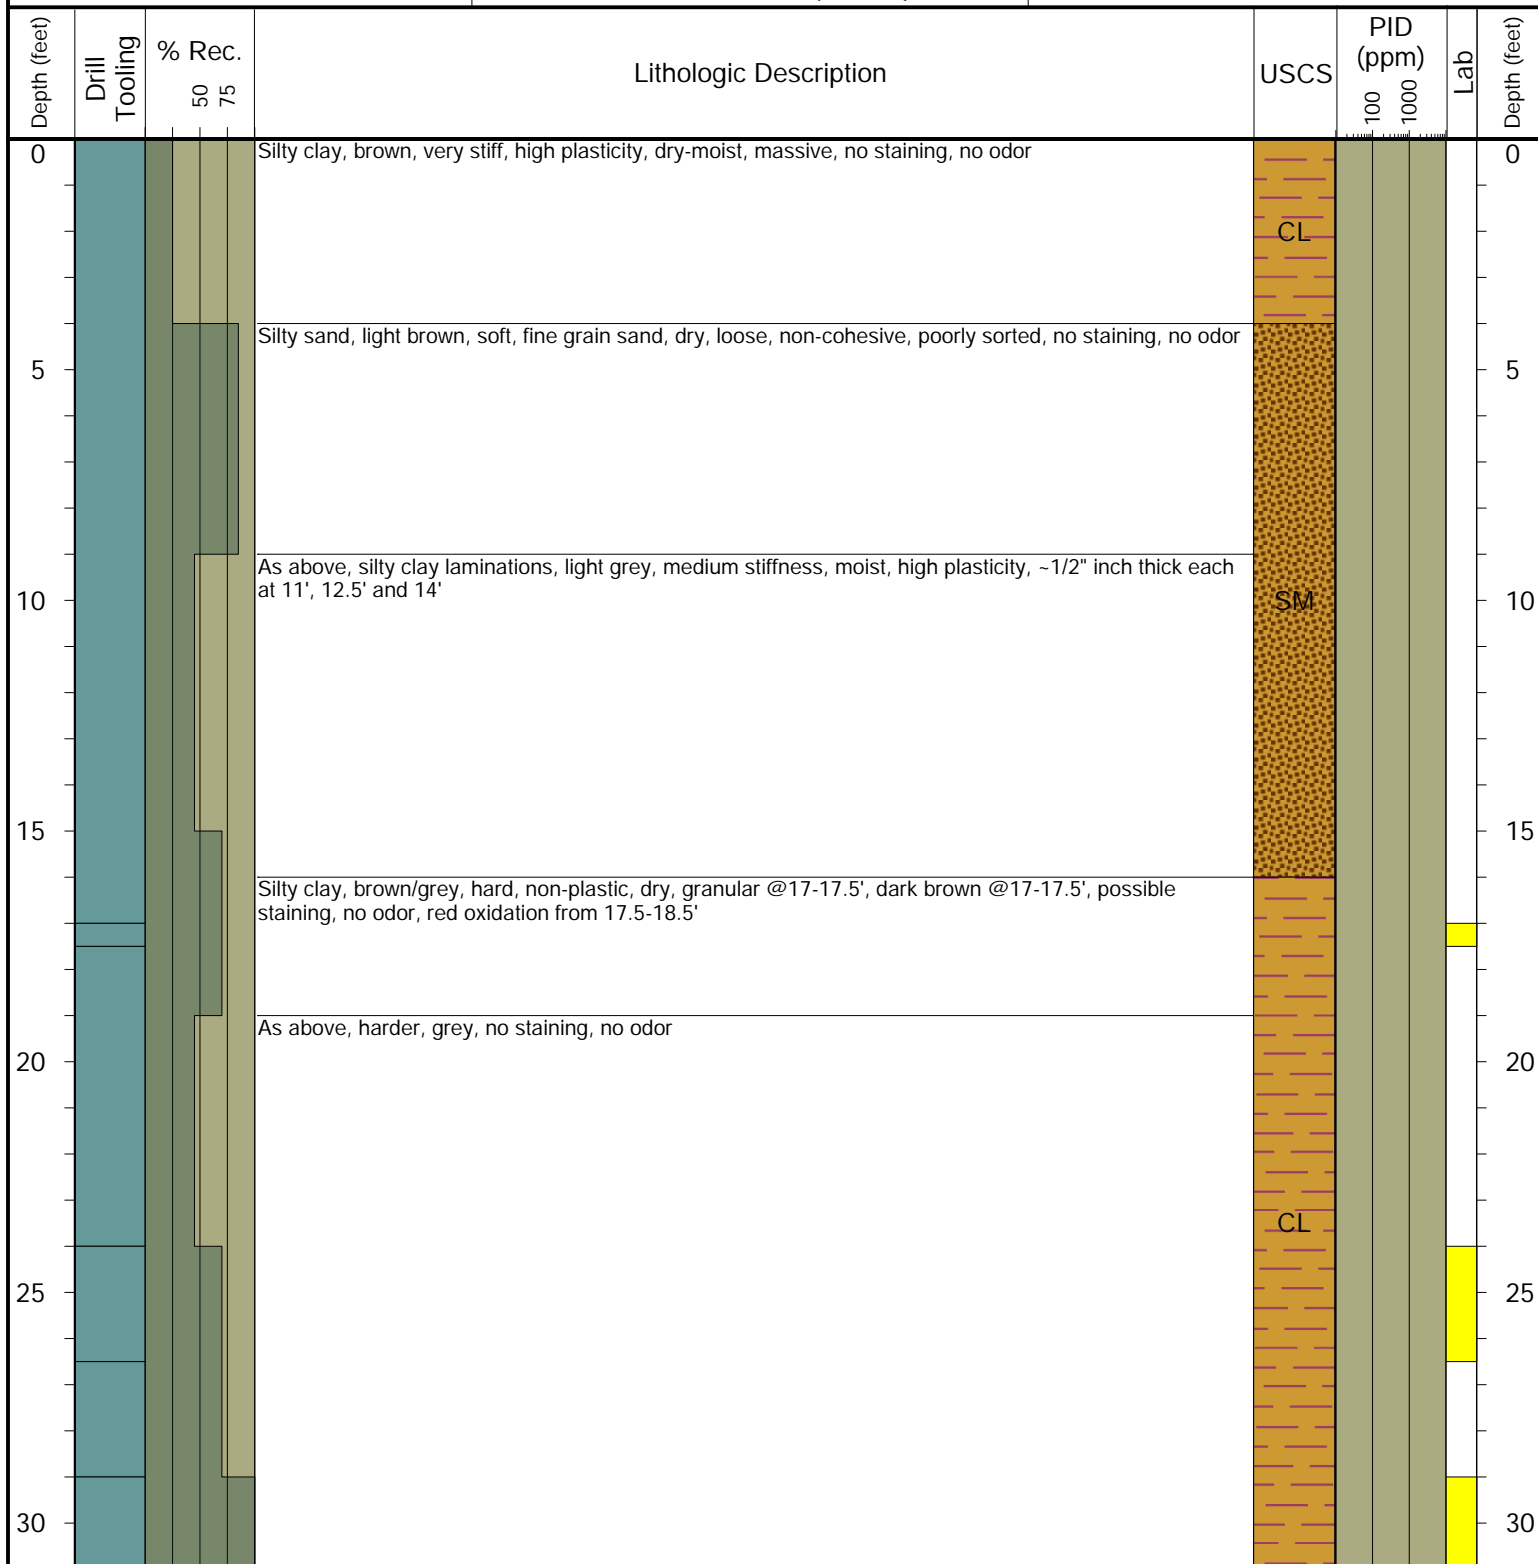 Depth (feet)
Drill
Tooling
% Rec.
50
75
Lithologic Description
USCS
PID
(ppm)
100
1000
Lab
Depth (feet)
0
Silty clay, brown, very stiff, high plasticity, dry-moist, massive, no staining, no odor
0
CL
Silty sand, light brown, soft, fine grain sand, dry, loose, non-cohesive, poorly sorted, no staining, no odor
5
5
As above, silty clay laminations, light grey, medium stiffness, moist, high plasticity, ~1/2" inch thick each
at 11', 12.5' and 14'
10
SM
10
15
15
Silty clay, brown/grey, hard, non-plastic, dry, granular @17-17.5', dark brown @17-17.5', possible
staining, no odor, red oxidation from 17.5-18.5'
As above, harder, grey, no staining, no odor
20
20
CL
25
25
30
30